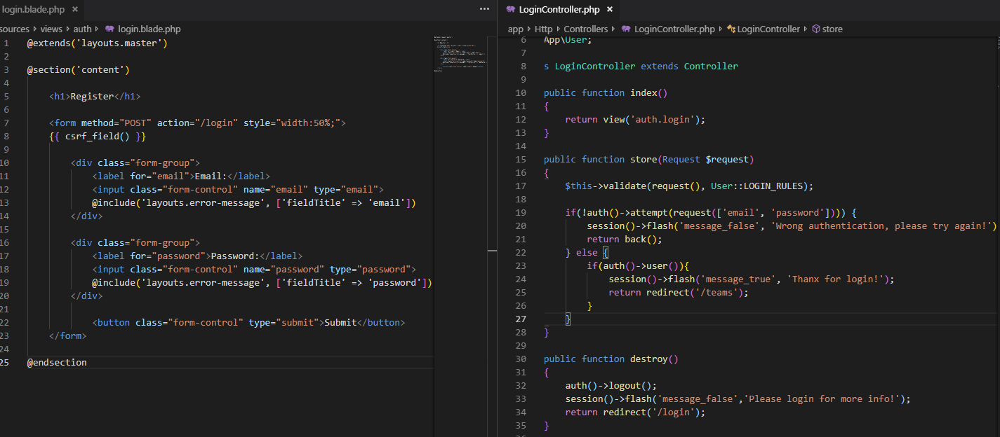 login.blade.php ×
sources › views › auth › login.blade.php
1 @extends('layouts.master')
2
3 @section('content')
4
5 <h1>Register</h1>
6
7 <form method="POST" action="/login" style="width:50%;">
8 {{ csrf_field() }}
9
10 <div class="form-group">
11 <label for="email">Email:</label>
12 <input class="form-control" name="email" type="email">
13 @include('layouts.error-message', ['fieldTitle' => 'email'])
14 </div>
15
16 <div class="form-group">
17 <label for="password">Password:</label>
18 <input class="form-control" name="password" type="password">
19 @include('layouts.error-message', ['fieldTitle' => 'password'])
20 </div>
21
22 <button class="form-control" type="submit">Submit</button>
23 </form>
24
25 @endsection
LoginController.php ×
app › Http › Controllers › LoginController.php › LoginController › store
6 App\User;
7
8 s LoginController extends Controller
9
10 public function index()
11 {
12 return view('auth.login');
13 }
14
15 public function store(Request $request)
16 {
17 $this->validate(request(), User::LOGIN_RULES);
18
19 if(!auth()->attempt(request(['email', 'password']))) {
20 session()->flash('message_false', 'Wrong authentication, please try again!')
21 return back();
22 } else {
23 if(auth()->user()){
24 session()->flash('message_true', 'Thanx for login!');
25 return redirect('/teams');
26 }
27 }
28 }
29
30 public function destroy()
31 {
32 auth()->logout();
33 session()->flash('message_false','Please login for more info!');
34 return redirect('/login');
35 }